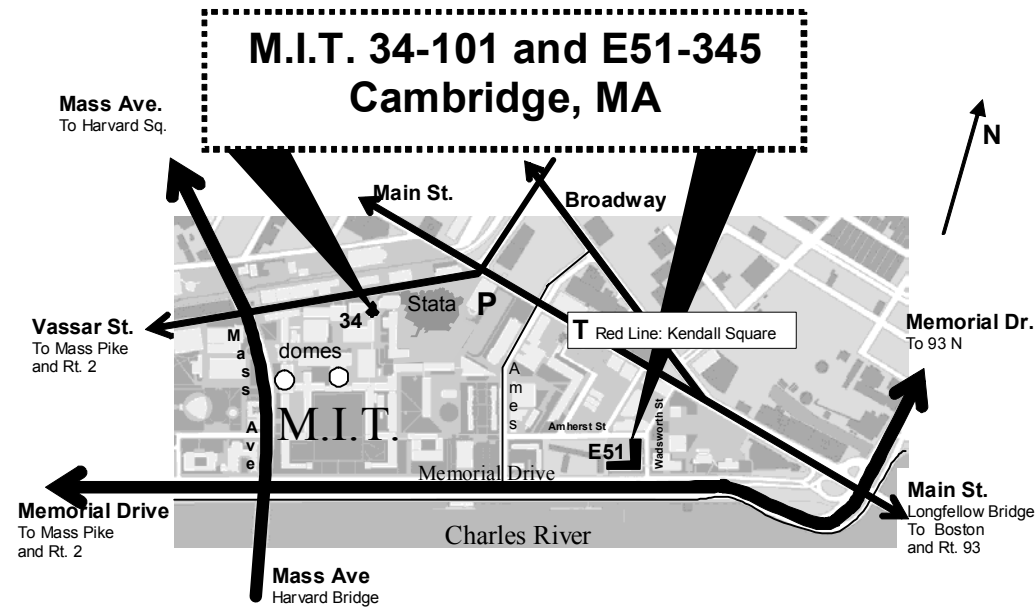 M.I.T. 34-101 and E51-345
Cambridge, MA
Mass Ave.
To Harvard Sq.
N
Main St.
Broadway
Stata
P
34
T Red Line: Kendall Square
Vassar St.
To Mass Pike
and Rt. 2
Memorial Dr.
To 93 N
Mass Ave
domes
Ames
M.I.T.
Amherst St
Wadsworth St
E51
Memorial Drive
Memorial Drive
To Mass Pike
and Rt. 2
Charles River
Main St.
Longfellow Bridge
To Boston
and Rt. 93
Mass Ave
Harvard Bridge